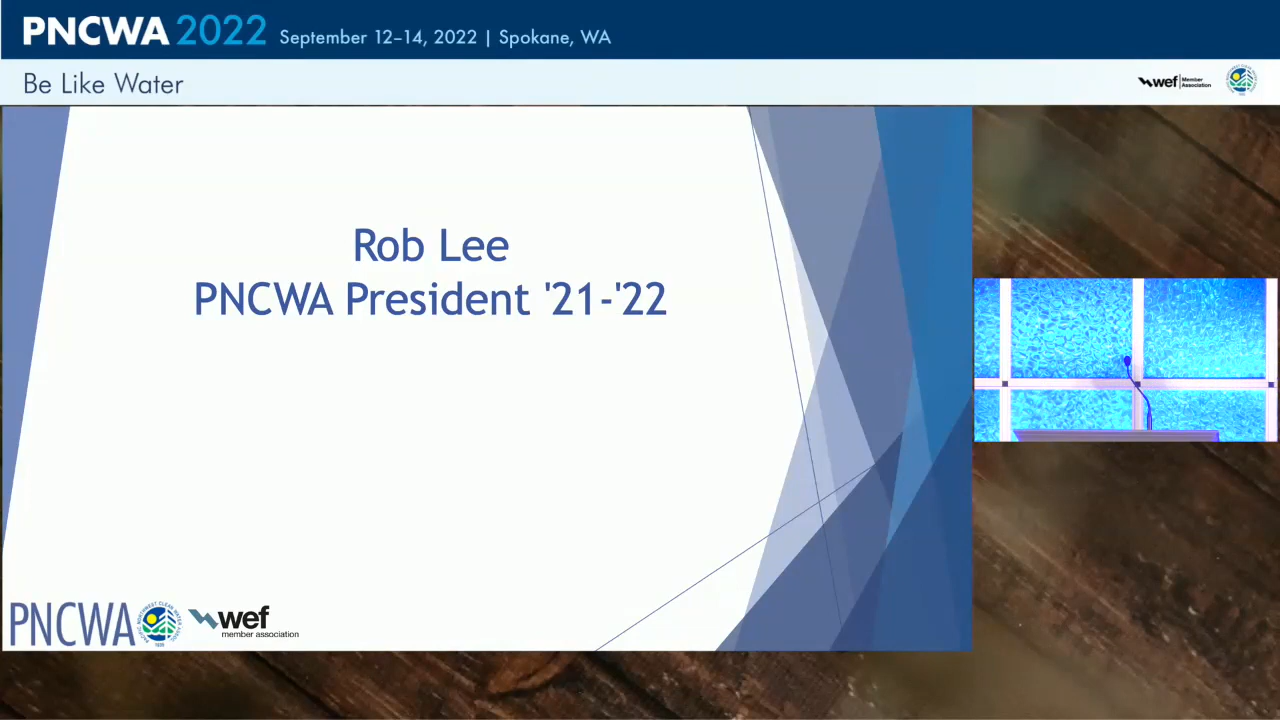 PNCWA 2022 September 12–14, 2022 | Spokane, WA
Be Like Water
wef Member Association
Rob Lee
PNCWA President '21-'22
PNCWA
wef
member association